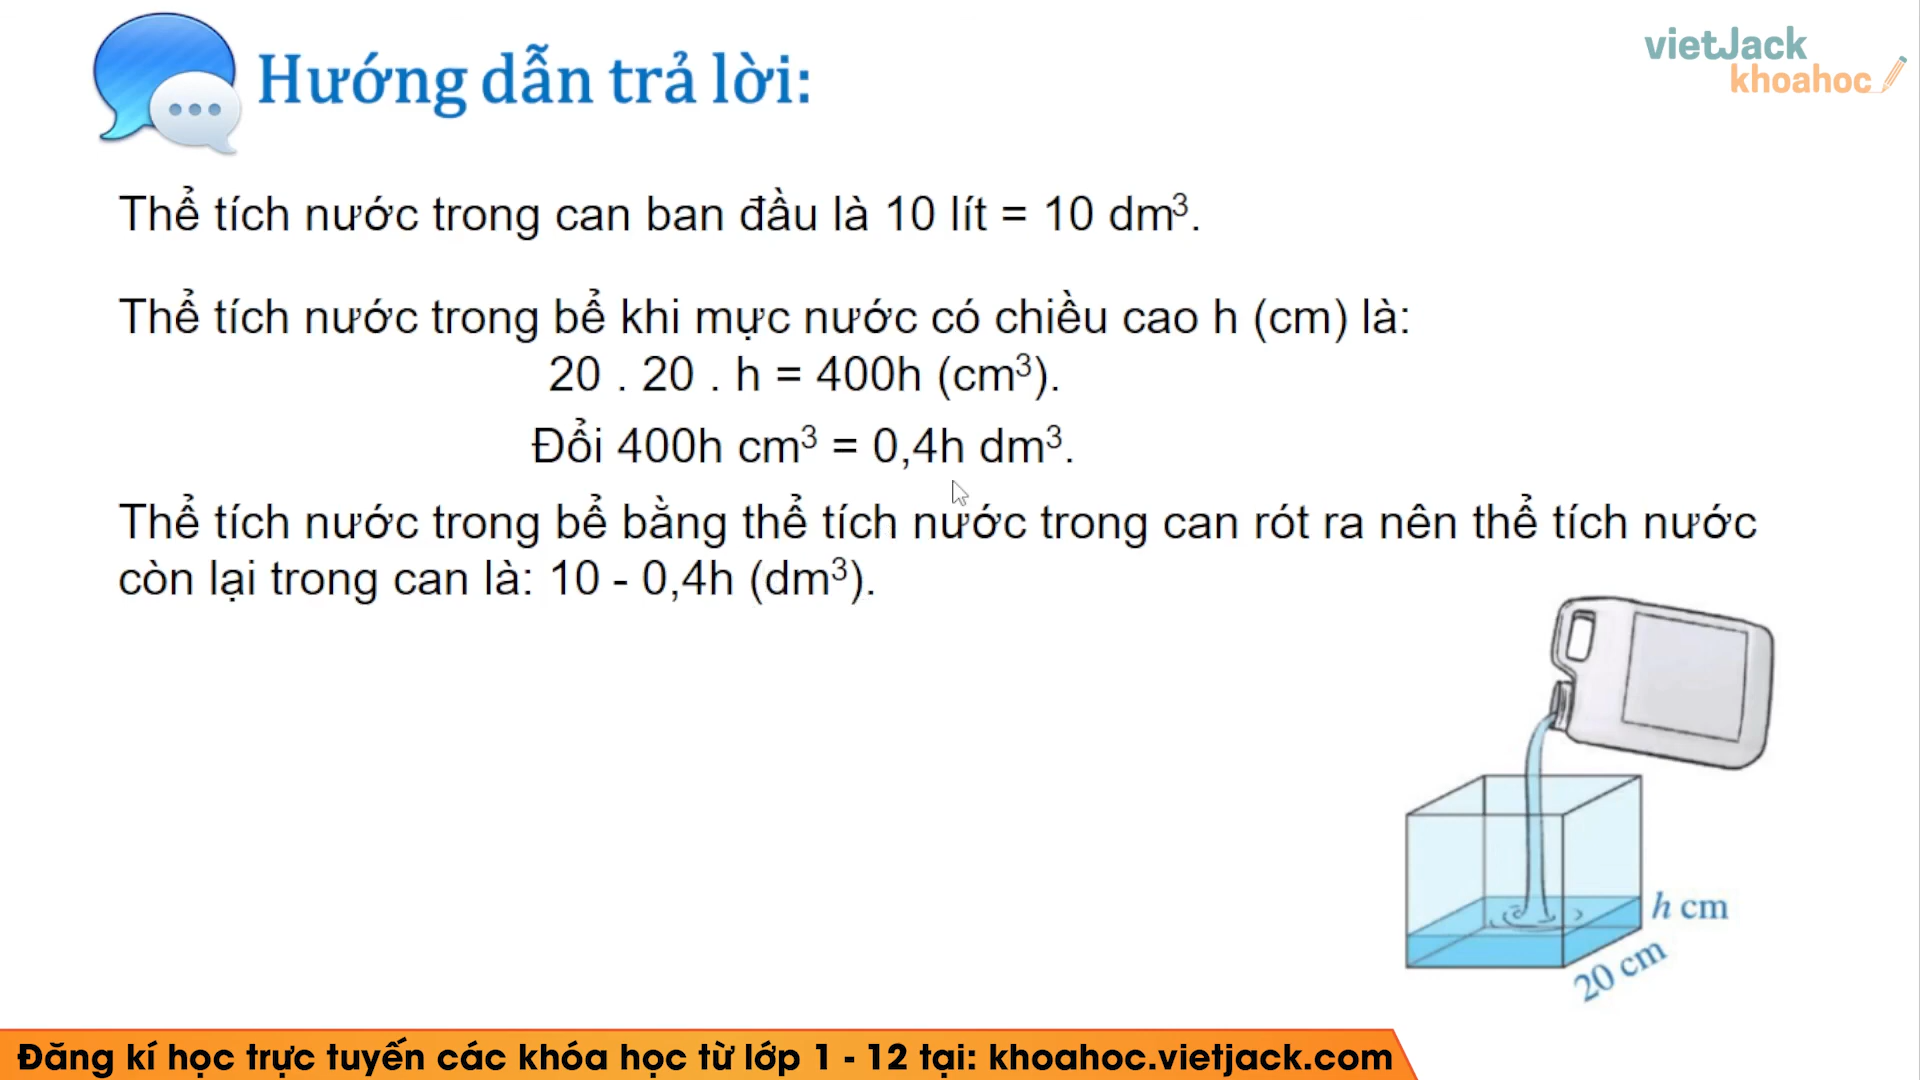 Hướng dẫn trả lời:
vietJack
khoahoc
Thể tích nước trong can ban đầu là 10 lít = 10 dm³.
Thể tích nước trong bể khi mực nước có chiều cao h (cm) là:
20 . 20 . h = 400h (cm³).
Đổi 400h cm³ = 0,4h dm³.
Thể tích nước trong bể bằng thể tích nước trong can rót ra nên thể tích nước
còn lại trong can là: 10 - 0,4h (dm³).
h cm
20 cm
Đăng kí học trực tuyến các khóa học từ lớp 1 - 12 tại: khoahoc.vietjack.com